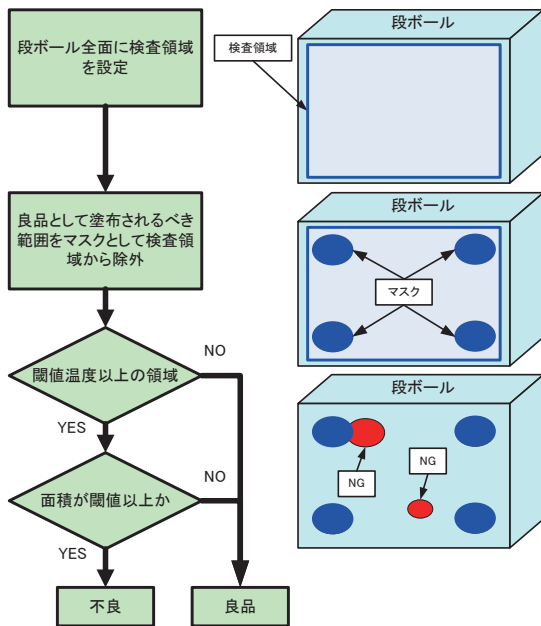 段ボール全面に検査領域
を設定
良品として塗布されるべき
範囲をマスクとして検査領
域から除外
閾値温度以上の領域
NO
YES
面積が閾値以上か
NO
YES
不良
良品
段ボール
検査領域
段ボール
マスク
段ボール
NG
NG